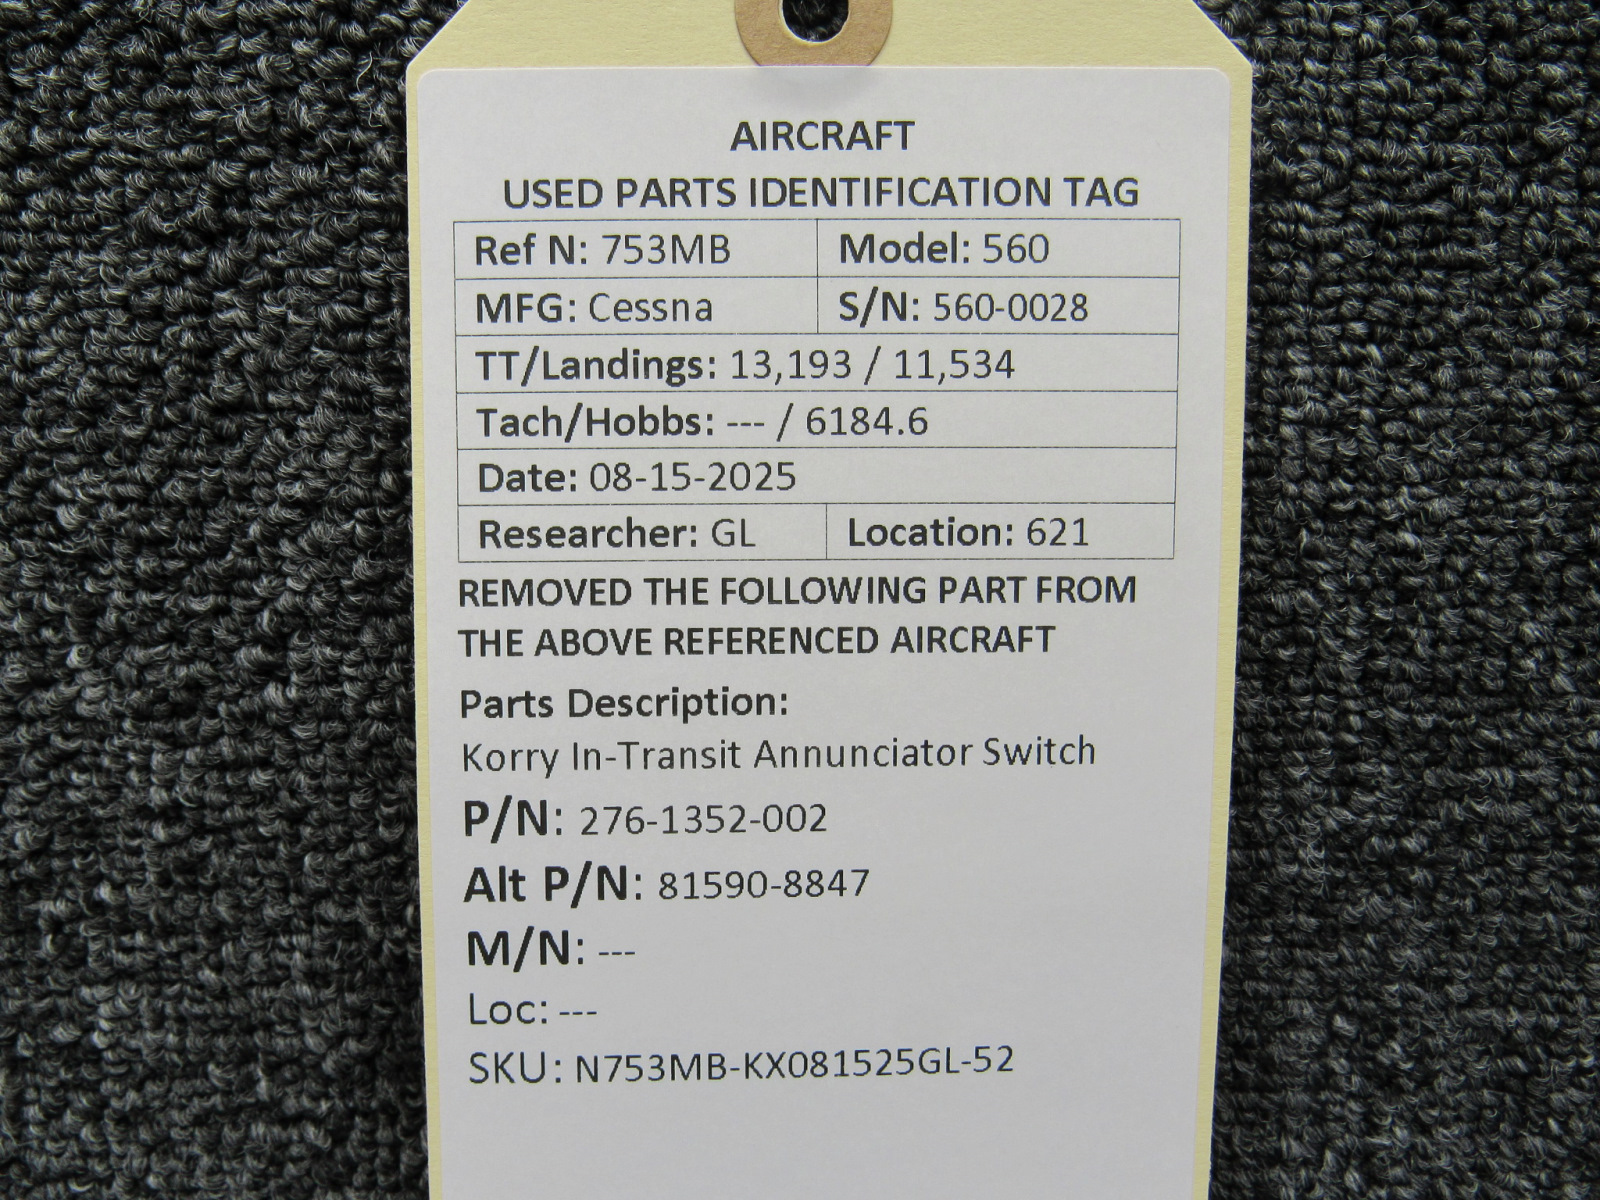 AIRCRAFT
USED PARTS IDENTIFICATION TAG
Ref N: 753MB Model: 560
MFG: Cessna S/N: 560-0028
TT/Landings: 13,193 / 11,534
Tach/Hobbs: --- / 6184.6
Date: 08-15-2025
Researcher: GL Location: 621
REMOVED THE FOLLOWING PART FROM
THE ABOVE REFERENCED AIRCRAFT
Parts Description:
Korry In-Transit Annunciator Switch
P/N: 276-1352-002
Alt P/N: 81590-8847
M/N: ---
Loc: ---
SKU: N753MB-KX081525GL-52